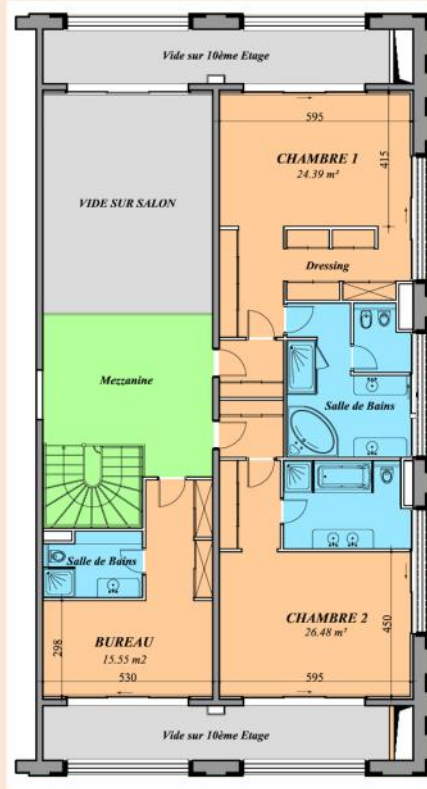 Vide sur 10ème Etage
595
CHAMBRE 1
24.39 m²
415
VIDE SUR SALON
Dressing
Mezzanine
Salle de Bains
Salle de Bains
CHAMBRE 2
26.48 m²
450
BUREAU
15.55 m2
298
530
595
Vide sur 10ème Etage